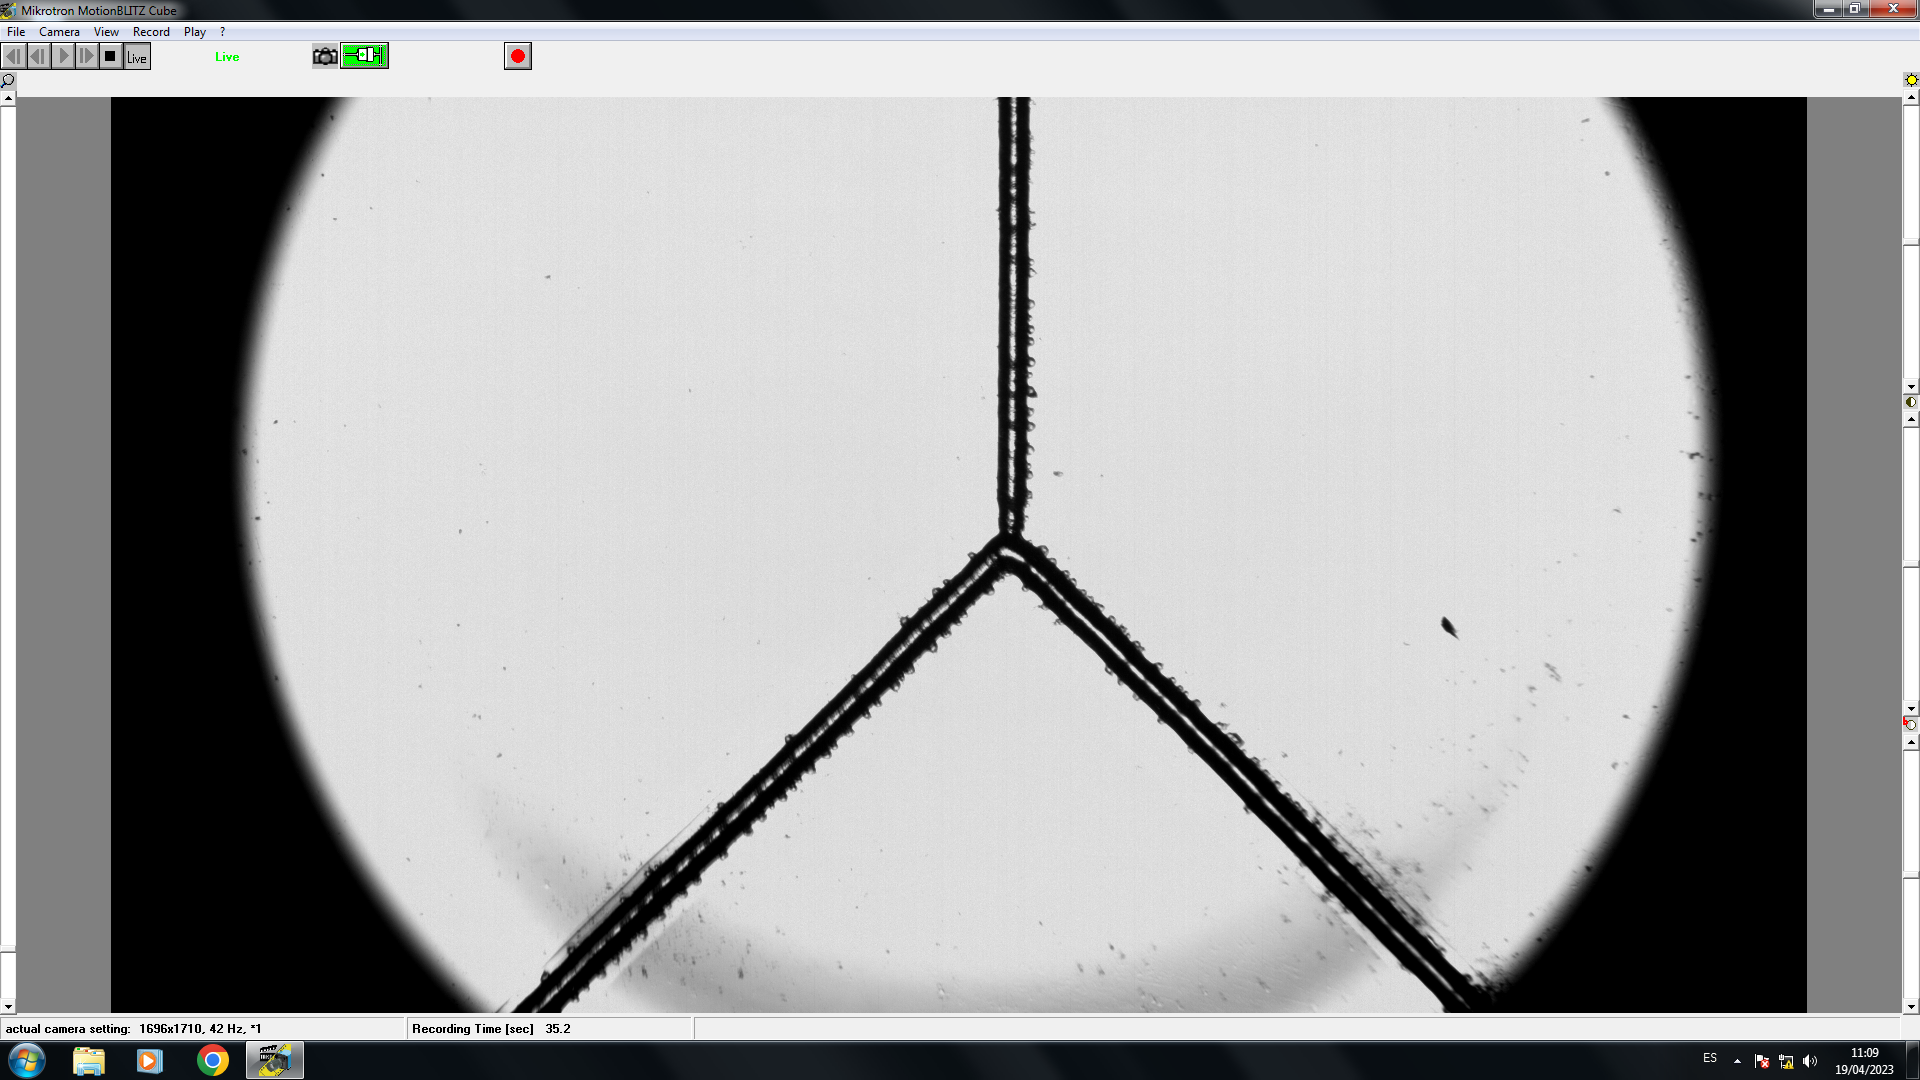 Mikrotron MotionBLITZ Cube
File Camera View Record Play ?
Live Live
actual camera setting: 1696x1710, 42 Hz, *1 Recording Time [sec] 35.2
ES 11:09
19/04/2023